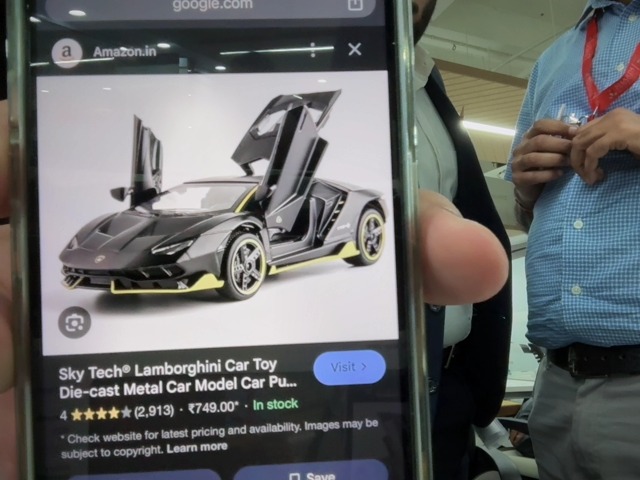 google.com
a Amazon.in
Sky Tech® Lamborghini Car Toy
Die-cast Metal Car Model Car Pu...
Visit >
4 ★★★★★ (2,913) · ₹749.00* · In stock
* Check website for latest pricing and availability. Images may be
subject to copyright. Learn more
Save